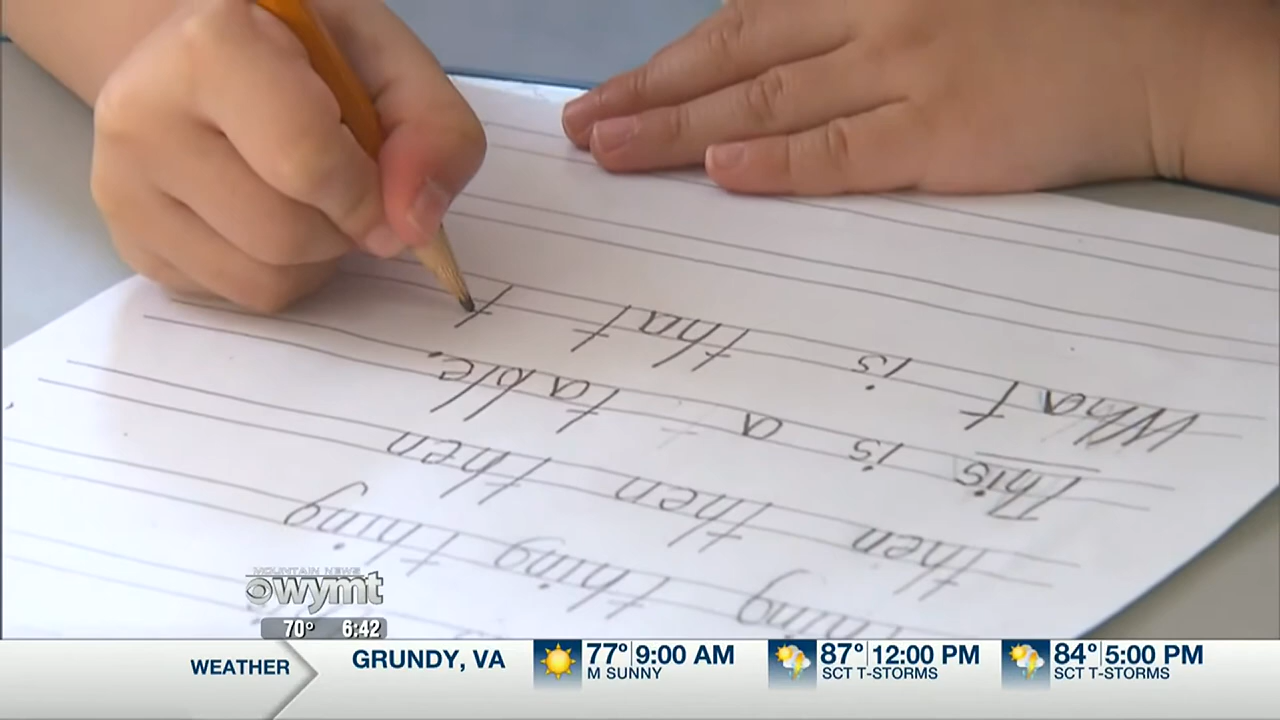 thing thing thing
then then then
This is a table.
What is that t
MOUNTAIN NEWS
wymt
70° 6:42
WEATHER
GRUNDY, VA
77° 9:00 AM
M SUNNY
87° 12:00 PM
SCT T-STORMS
84° 5:00 PM
SCT T-STORMS